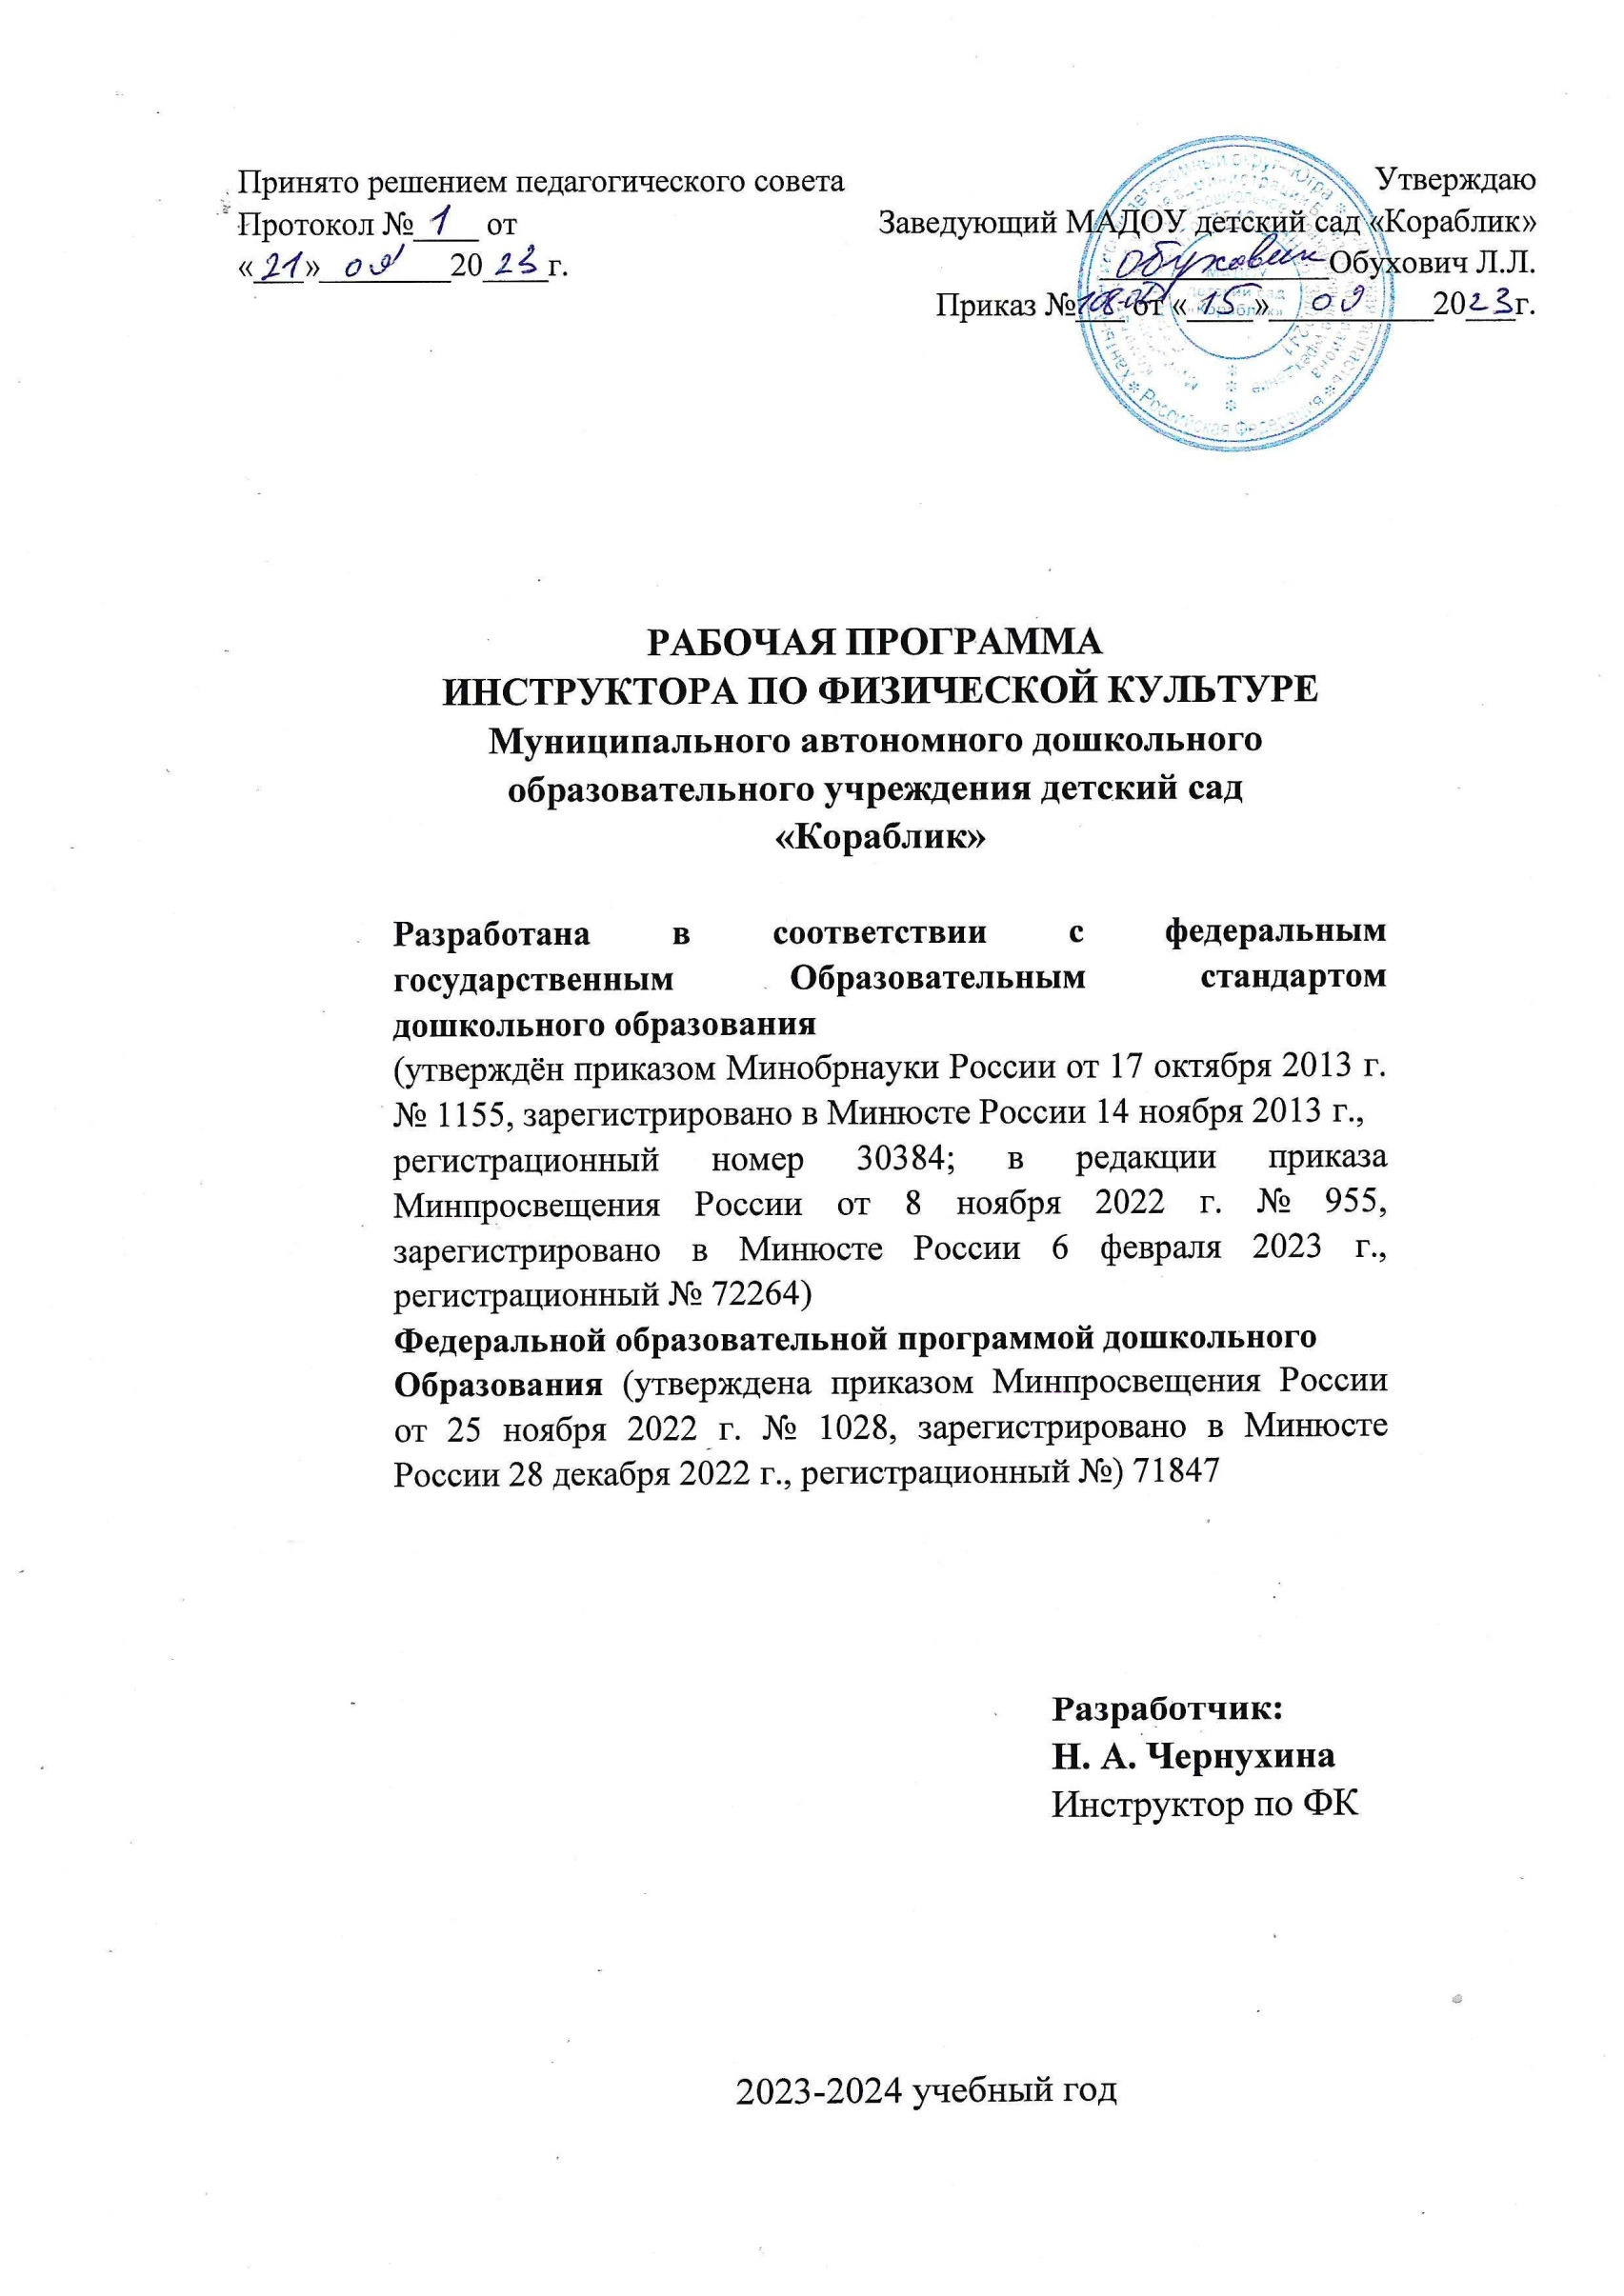 Принято решением педагогического совета
Протокол № 1 от
«21» 09 2023 г.
Утверждаю
Заведующий МАДОУ детский сад «Кораблик»
Обухович Обухович Л.Л.
Приказ № от «15» 09 2023г.
Российская Федерация
РАБОЧАЯ ПРОГРАММА
ИНСТРУКТОРА ПО ФИЗИЧЕСКОЙ КУЛЬТУРЕ
Муниципального автономного дошкольного
образовательного учреждения детский сад
«Кораблик»
Разработана в соответствии с федеральным
государственным Образовательным стандартом
дошкольного образования
(утверждён приказом Минобрнауки России от 17 октября 2013 г.
№ 1155, зарегистрировано в Минюсте России 14 ноября 2013 г.,
регистрационный номер 30384; в редакции приказа
Минпросвещения России от 8 ноября 2022 г. № 955,
зарегистрировано в Минюсте России 6 февраля 2023 г.,
регистрационный № 72264)
Федеральной образовательной программой дошкольного
Образования (утверждена приказом Минпросвещения России
от 25 ноября 2022 г. № 1028, зарегистрировано в Минюсте
России 28 декабря 2022 г., регистрационный №) 71847
Разработчик:
Н. А. Чернухина
Инструктор по ФК
2023-2024 учебный год